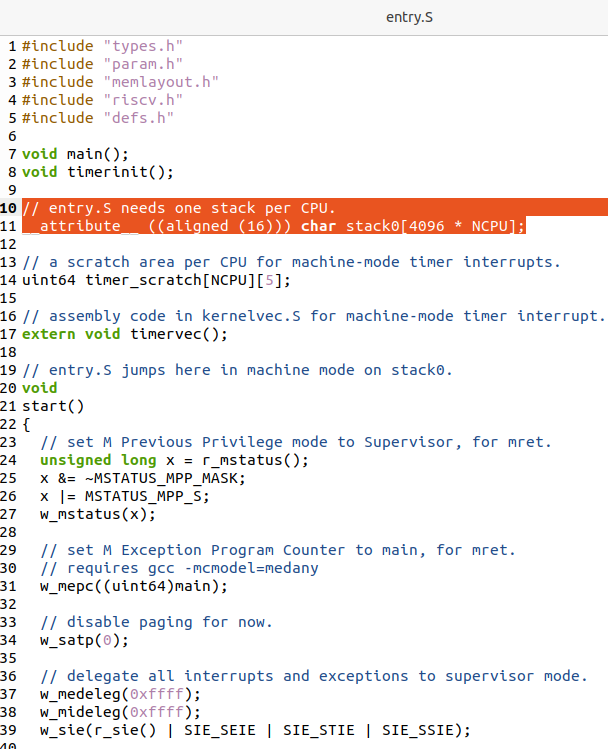 entry.S
1 #include "types.h"
2 #include "param.h"
3 #include "memlayout.h"
4 #include "riscv.h"
5 #include "defs.h"
6
7 void main();
8 void timerinit();
9
10 // entry.S needs one stack per CPU.
11 __attribute__ ((aligned (16))) char stack0[4096 * NCPU];
12
13 // a scratch area per CPU for machine-mode timer interrupts.
14 uint64 timer_scratch[NCPU][5];
15
16 // assembly code in kernelvec.S for machine-mode timer interrupt.
17 extern void timervec();
18
19 // entry.S jumps here in machine mode on stack0.
20 void
21 start()
22 {
23   // set M Previous Privilege mode to Supervisor, for mret.
24   unsigned long x = r_mstatus();
25   x &= ~MSTATUS_MPP_MASK;
26   x |= MSTATUS_MPP_S;
27   w_mstatus(x);
28
29   // set M Exception Program Counter to main, for mret.
30   // requires gcc -mcmodel=medany
31   w_mepc((uint64)main);
32
33   // disable paging for now.
34   w_satp(0);
35
36   // delegate all interrupts and exceptions to supervisor mode.
37   w_medeleg(0xffff);
38   w_mideleg(0xffff);
39   w_sie(r_sie() | SIE_SEIE | SIE_STIE | SIE_SSIE);
40